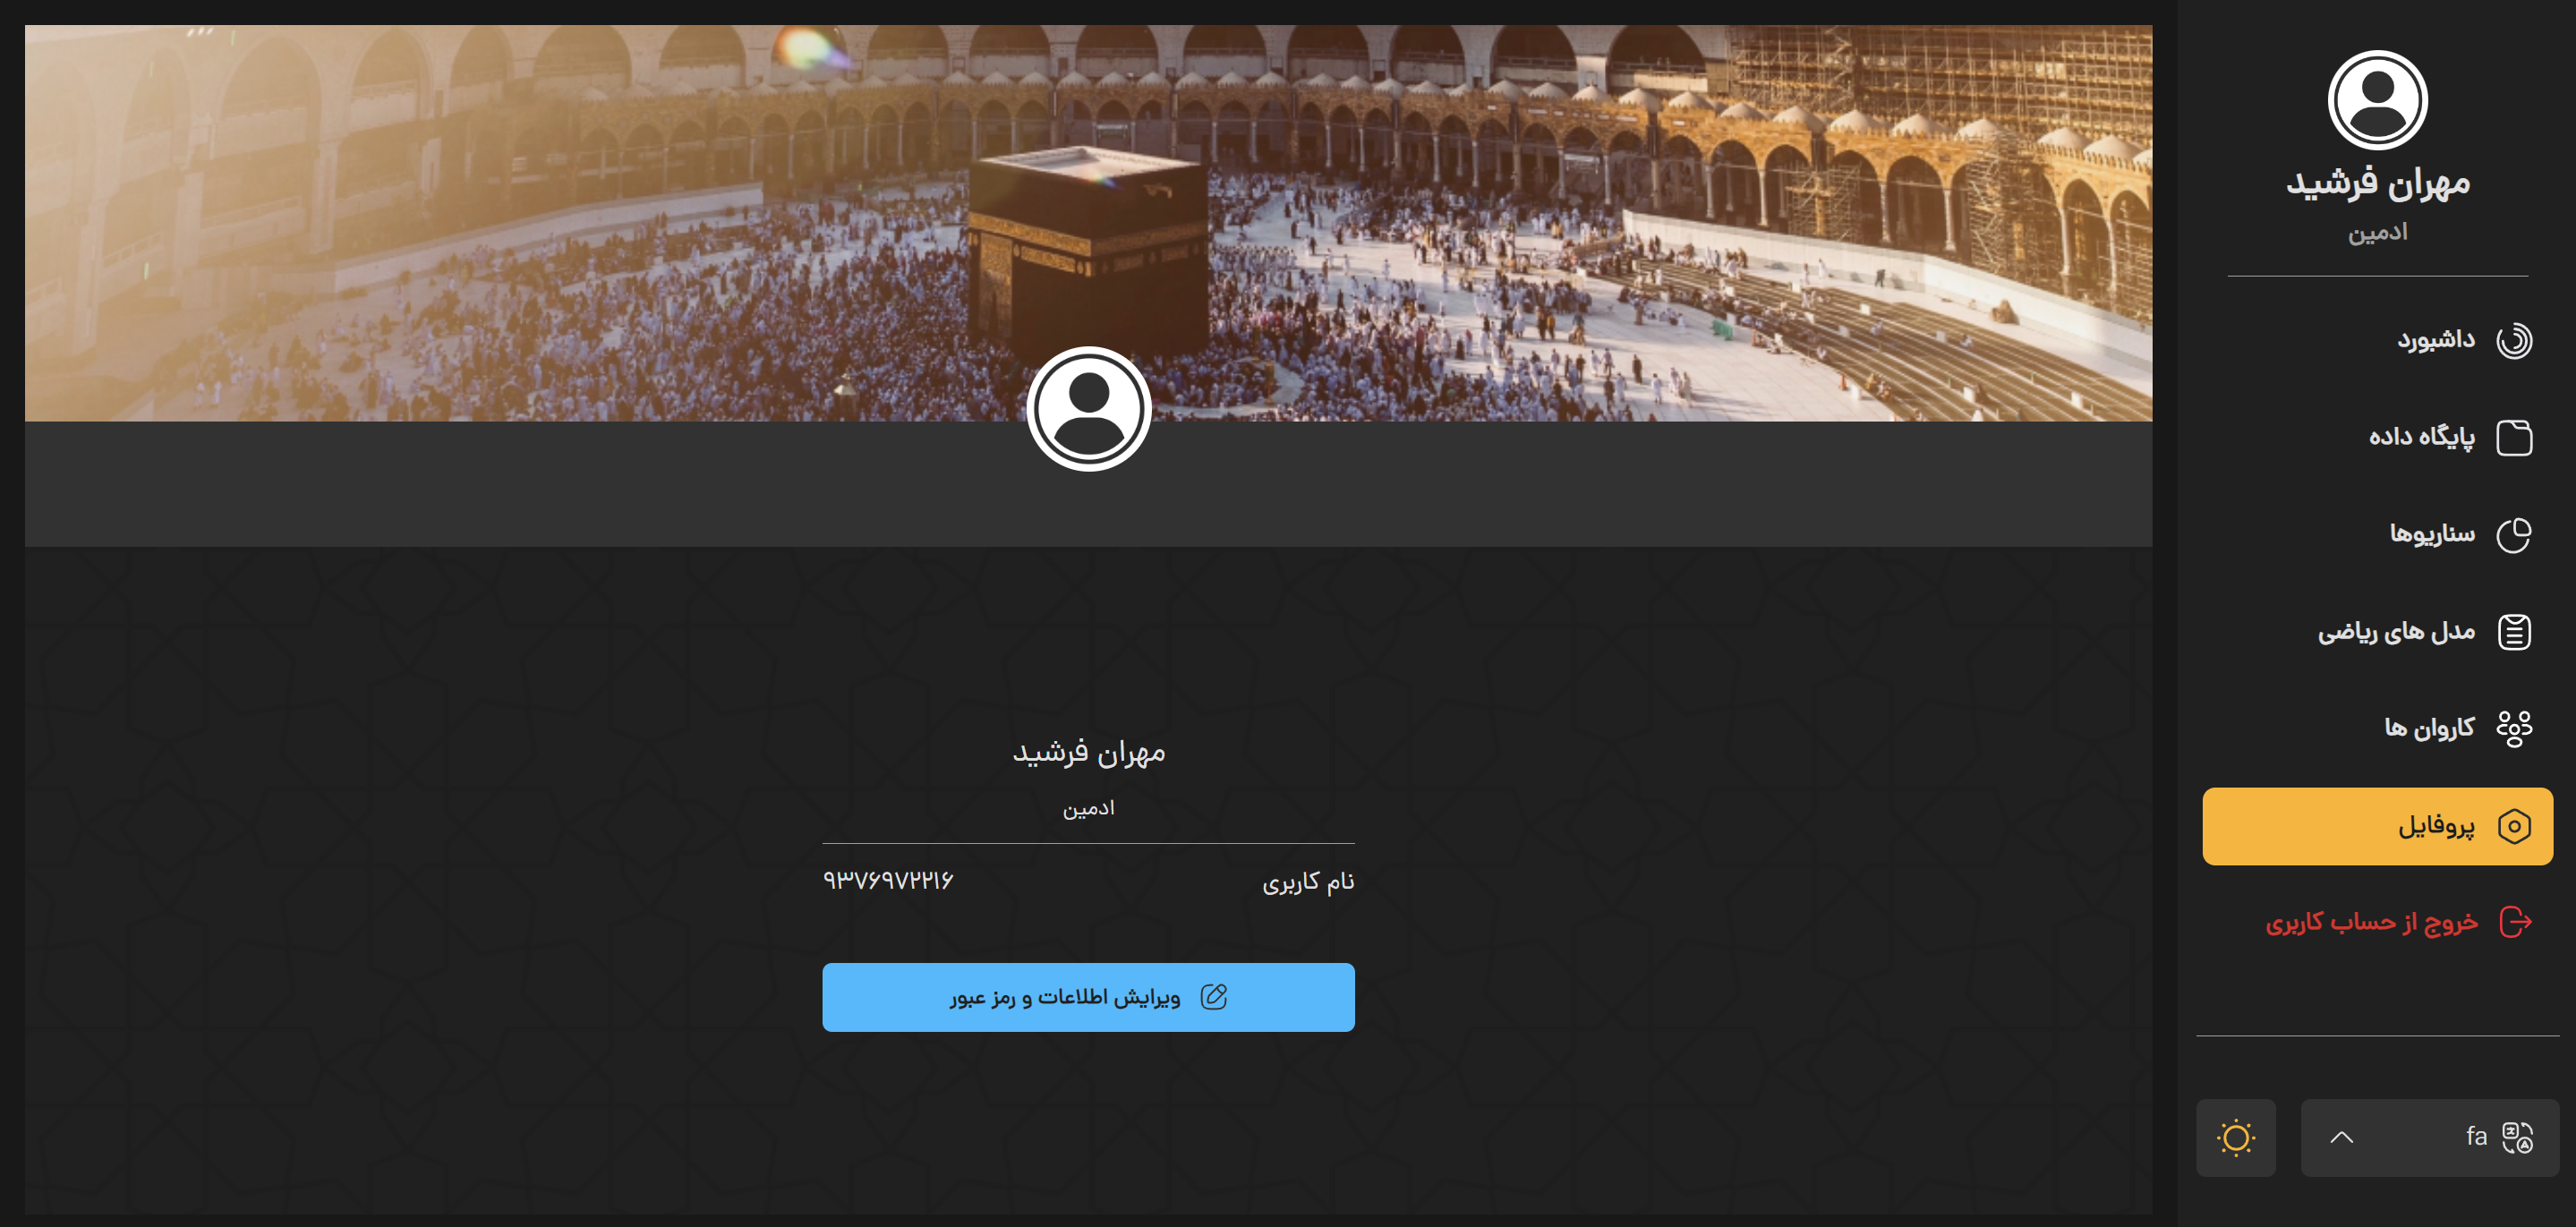 مهران فرشید
ادمین
داشبورد
پایگاه داده
سناریوها
مدل های ریاضی
کاروان ها
پروفایل
خروج از حساب کاربری
fa
مهران فرشید
ادمین
نام کاربری ۹۳۷۶۹۷۲۲۱۶
ویرایش اطلاعات و رمز عبور